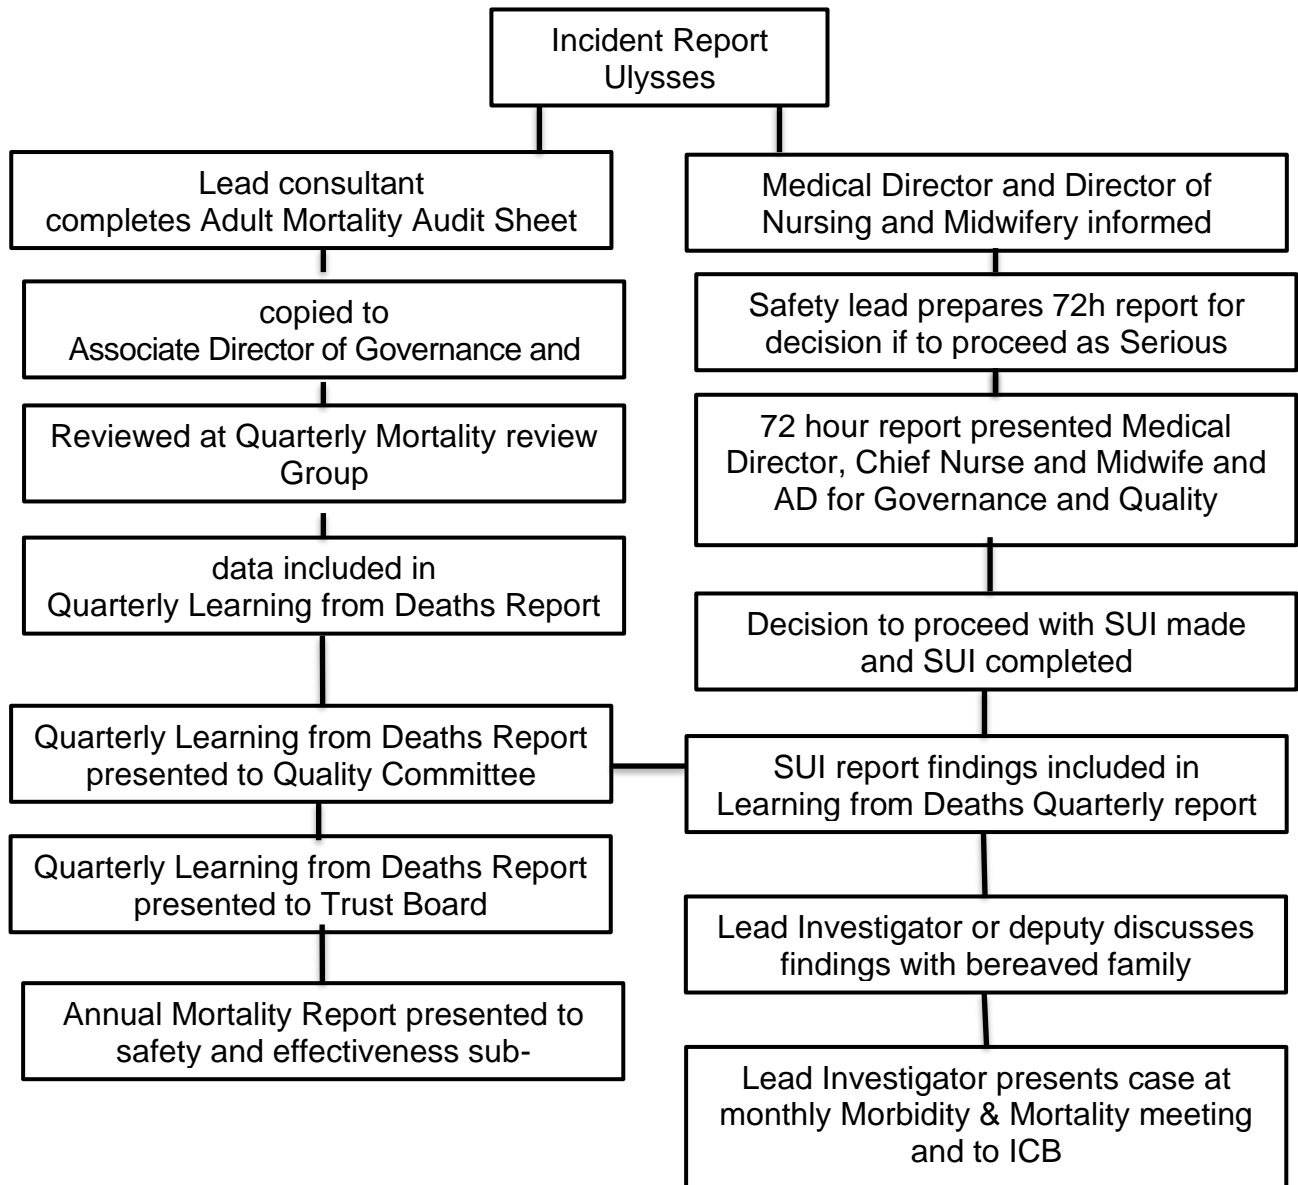 Incident Report
Ulysses
Lead consultant
completes Adult Mortality Audit Sheet
copied to
Associate Director of Governance and
Reviewed at Quarterly Mortality review
Group
data included in
Quarterly Learning from Deaths Report
Quarterly Learning from Deaths Report
presented to Quality Committee
Quarterly Learning from Deaths Report
presented to Trust Board
Annual Mortality Report presented to
safety and effectiveness sub-
Medical Director and Director of
Nursing and Midwifery informed
Safety lead prepares 72h report for
decision if to proceed as Serious
72 hour report presented Medical
Director, Chief Nurse and Midwife and
AD for Governance and Quality
Decision to proceed with SUI made
and SUI completed
SUI report findings included in
Learning from Deaths Quarterly report
Lead Investigator or deputy discusses
findings with bereaved family
Lead Investigator presents case at
monthly Morbidity & Mortality meeting
and to ICB